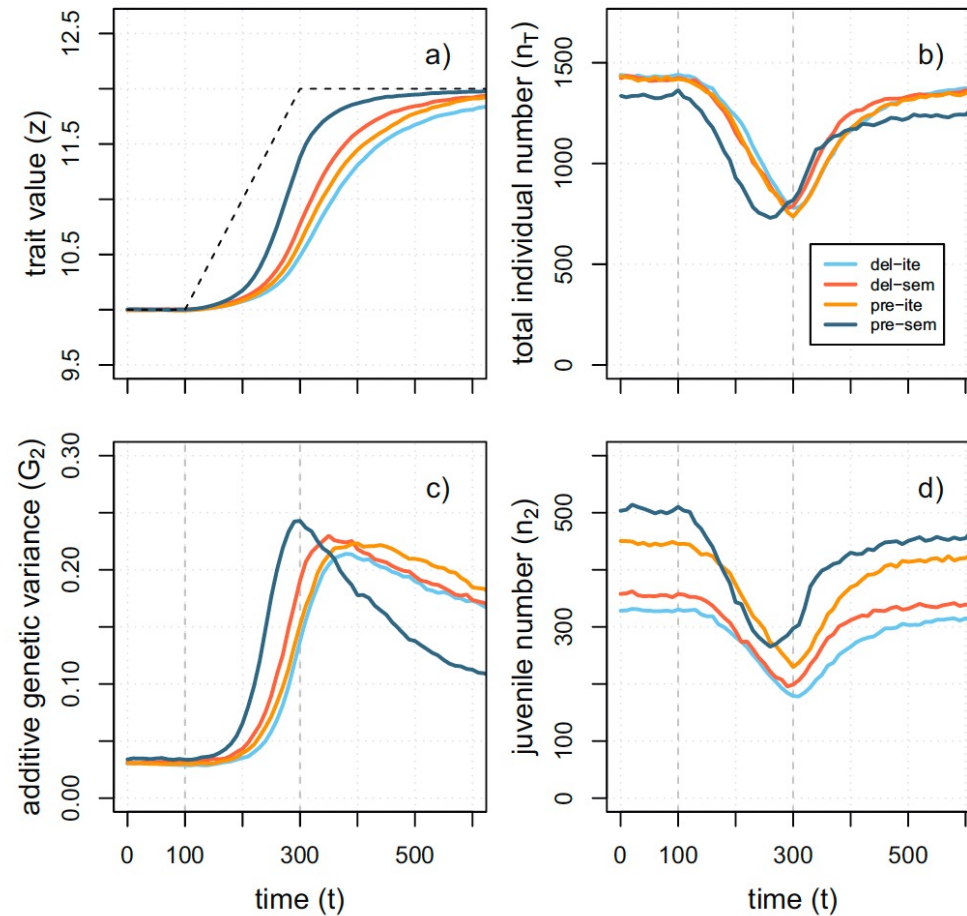 a)
trait value (z)
9.5
10.5
11.5
12.5
b)
total individual number (n_T)
0
500
1000
1500
del−ite
del−sem
pre−ite
pre−sem
c)
additive genetic variance (G_2)
0.00
0.10
0.20
0.30
0
100
300
500
time (t)
d)
juvenile number (n_2)
0
100
300
500
0
100
300
500
time (t)